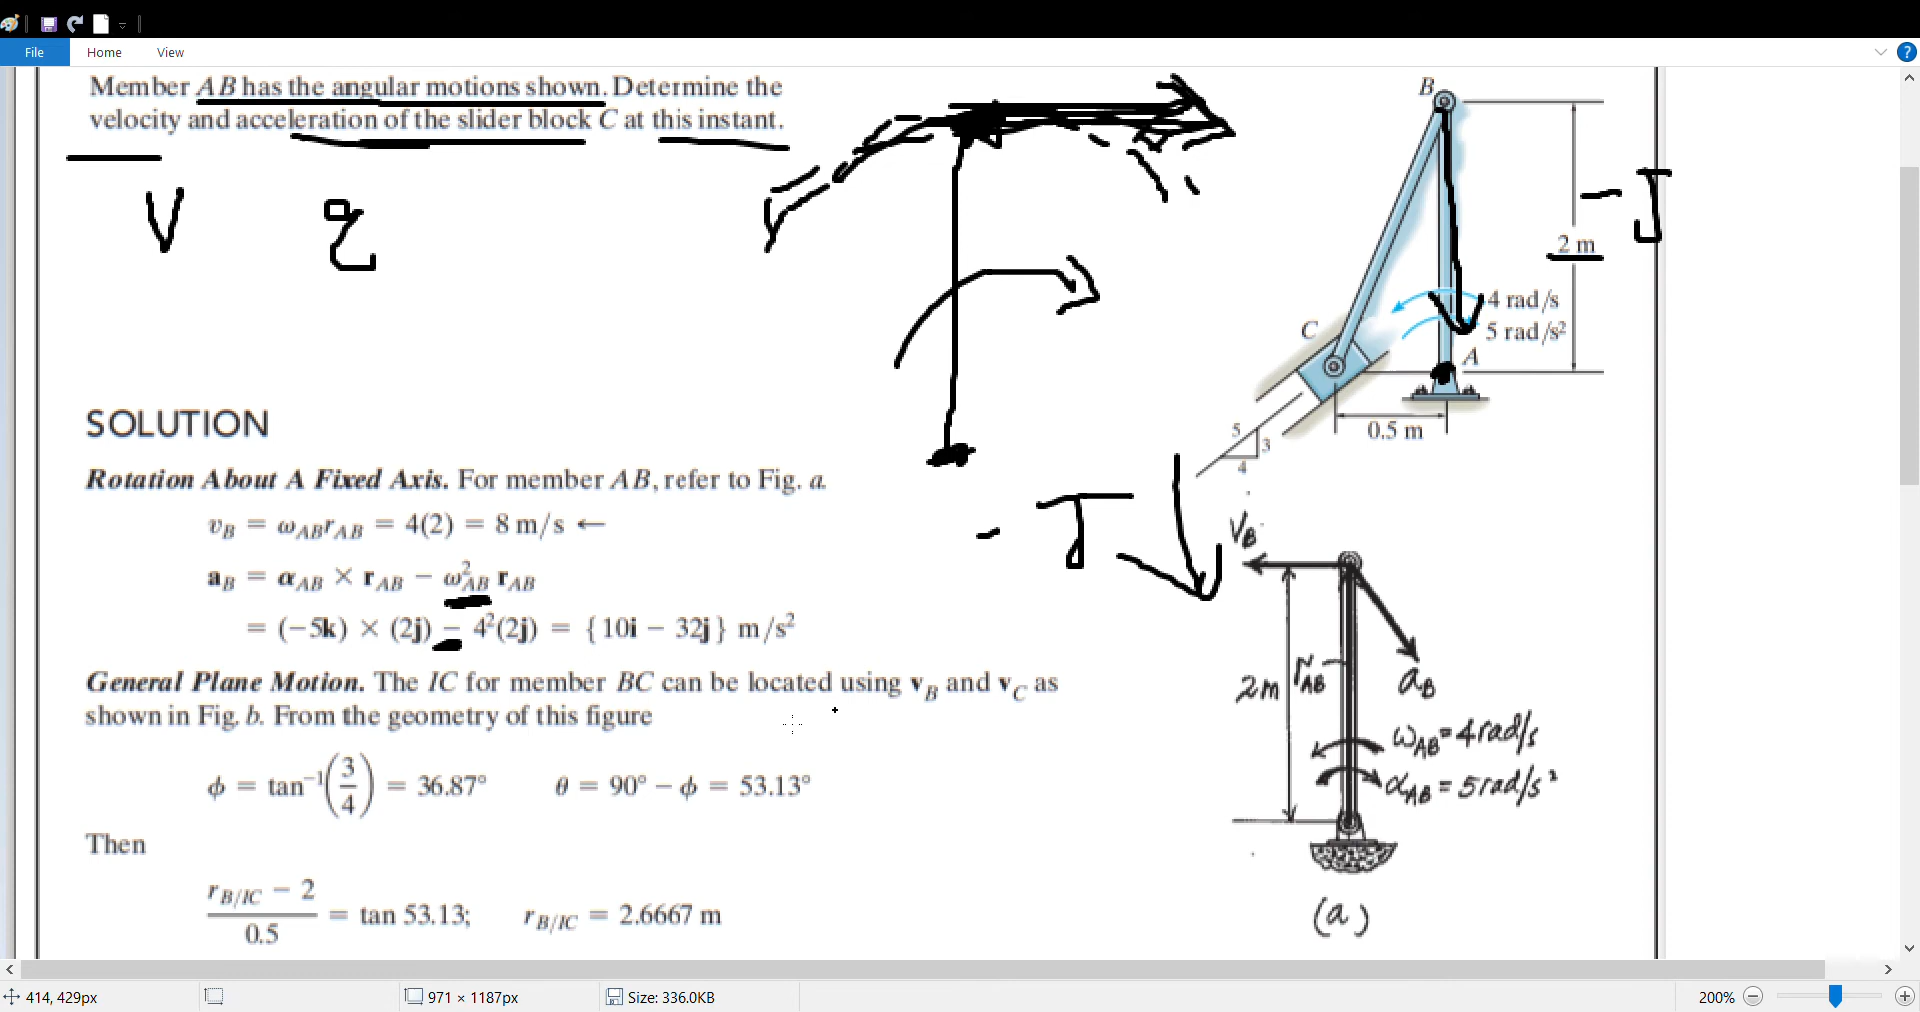 File Home View
Member AB has the angular motions shown. Determine the
velocity and acceleration of the slider block C at this instant.
V a
B
2 m
- J
4 rad/s
5 rad/s²
C
A
0.5 m
5
3
4
SOLUTION
Rotation About A Fixed Axis. For member AB, refer to Fig. a.
v_B = ω_AB r_AB = 4(2) = 8 m/s ←
a_B = α_AB × r_AB − ω²_AB r_AB
= (−5k) × (2j) − 4²(2j) = {10i − 32j} m/s²
- J
General Plane Motion. The IC for member BC can be located using v_B and v_C as
shown in Fig. b. From the geometry of this figure
ϕ = tan⁻¹(3/4) = 36.87° θ = 90° − ϕ = 53.13°
Then
(r_B/IC − 2)/0.5 = tan 53.13; r_B/IC = 2.6667 m
V_B
2m
r_AB
a_B
ω_AB = 4 rad/s
α_AB = 5 rad/s²
(a)
414, 429px 971 × 1187px Size: 336.0KB 200%